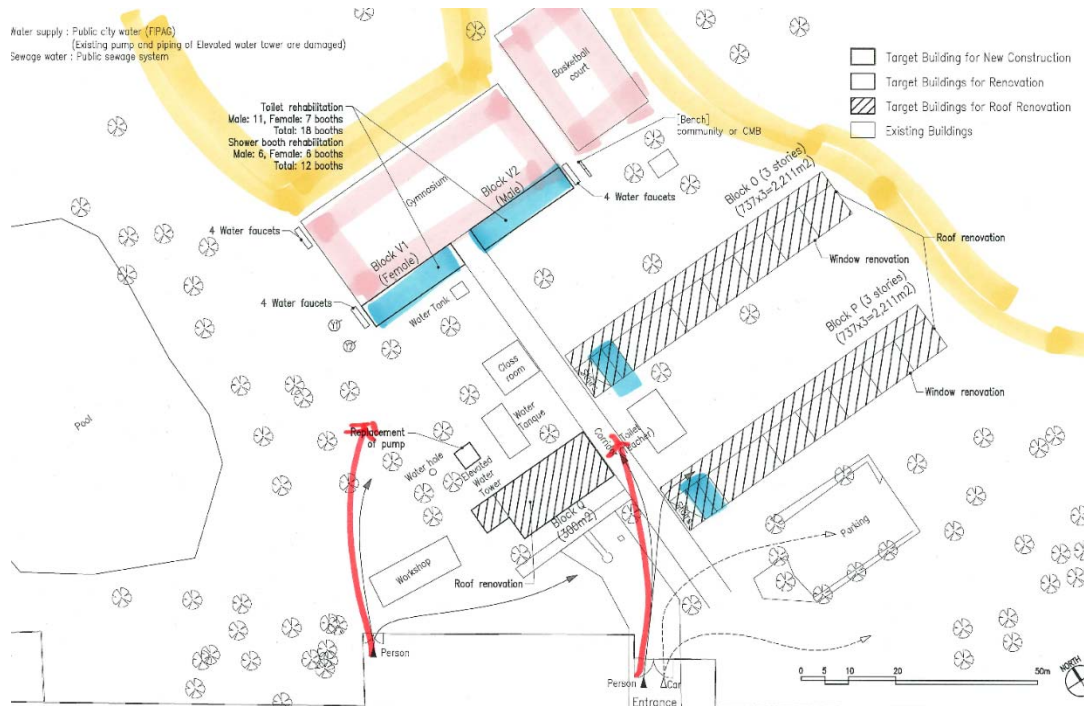 Water supply : Public city water (FIPAG)
(Existing pump and piping of Elevated water tower are damaged)
Sewage water : Public sewage system
Target Building for New Construction
Target Buildings for Renovation
Target Buildings for Roof Renovation
Existing Buildings
Basketball
court
[Bench]
community or CMB
Toilet rehabilitation
Male: 11, Female: 7 booths
Total: 18 booths
Shower booth rehabilitation
Male: 6, Female: 6 booths
Total: 12 booths
Gymnasium
Block V2
(Male)
4 Water faucets
4 Water faucets
Block V1
(Female)
4 Water faucets
Water Tank
Block O (3 stories)
(737x3=2,211m2)
Roof renovation
Window renovation
Block P (3 stories)
(737x3=2,211m2)
Window renovation
Class
room
Water
Tanque
Toilet
Pool
Replacement
of pump
Water hole
Elevated
Water
Tower
Block Q
(300m2)
Workshop
Roof renovation
Parking
Person
Person
Car
Entrance
0 5 10 20 50m
NORTH